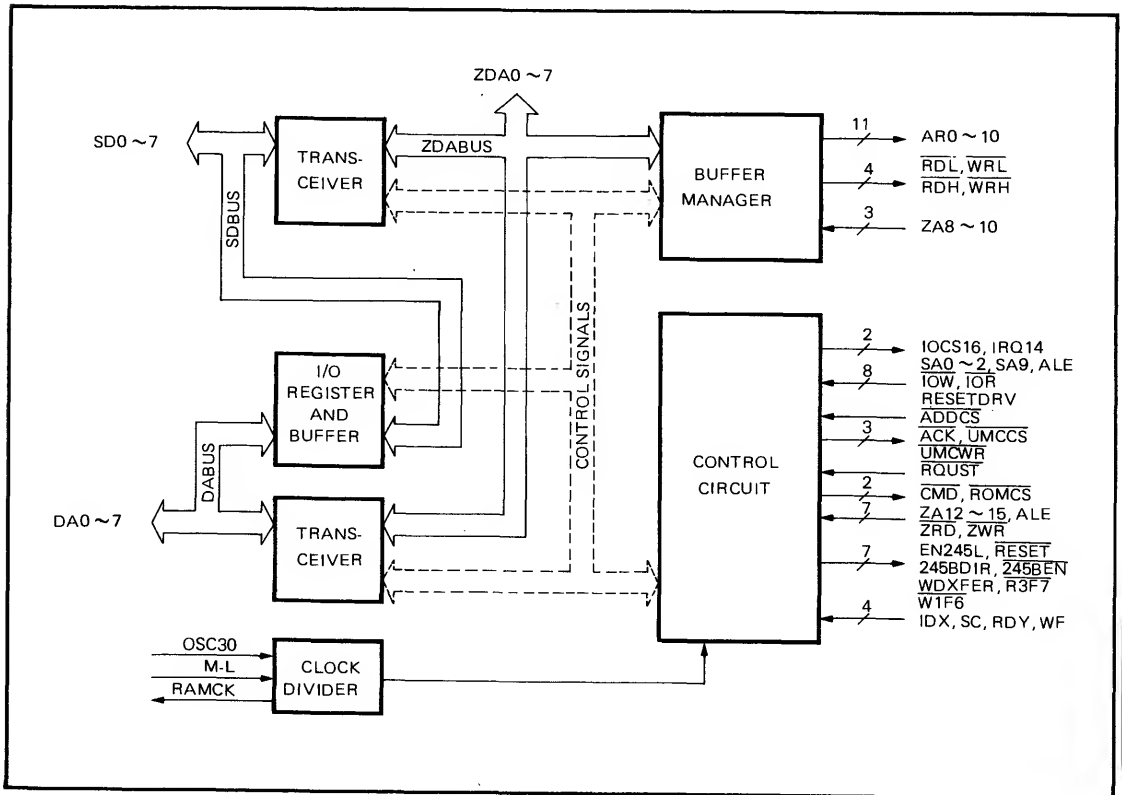 ZDA0 ~ 7
SD0 ~ 7
TRANS-
CEIVER
ZDABUS
SDBUS
BUFFER
MANAGER
11
AR0 ~ 10
4
RDL, WRL
RDH, WRH
3
ZA8 ~ 10
I/O
REGISTER
AND
BUFFER
CONTROL SIGNALS
DABUS
DA0 ~ 7
TRANS-
CEIVER
CONTROL
CIRCUIT
2
IOCS16, IRQ14
SA0 ~ 2, SA9, ALE
8
IOW, IOR
RESETDRV
ADDCS
3
ACK, UMCCS
UMCWR
RQUST
2
CMD, ROMCS
7
ZA12 ~ 15, ALE
ZRD, ZWR
7
EN245L, RESET
245BDIR, 245BEN
WDXFER, R3F7
W1F6
4
IDX, SC, RDY, WF
OSC30
M-L
RAMCK
CLOCK
DIVIDER